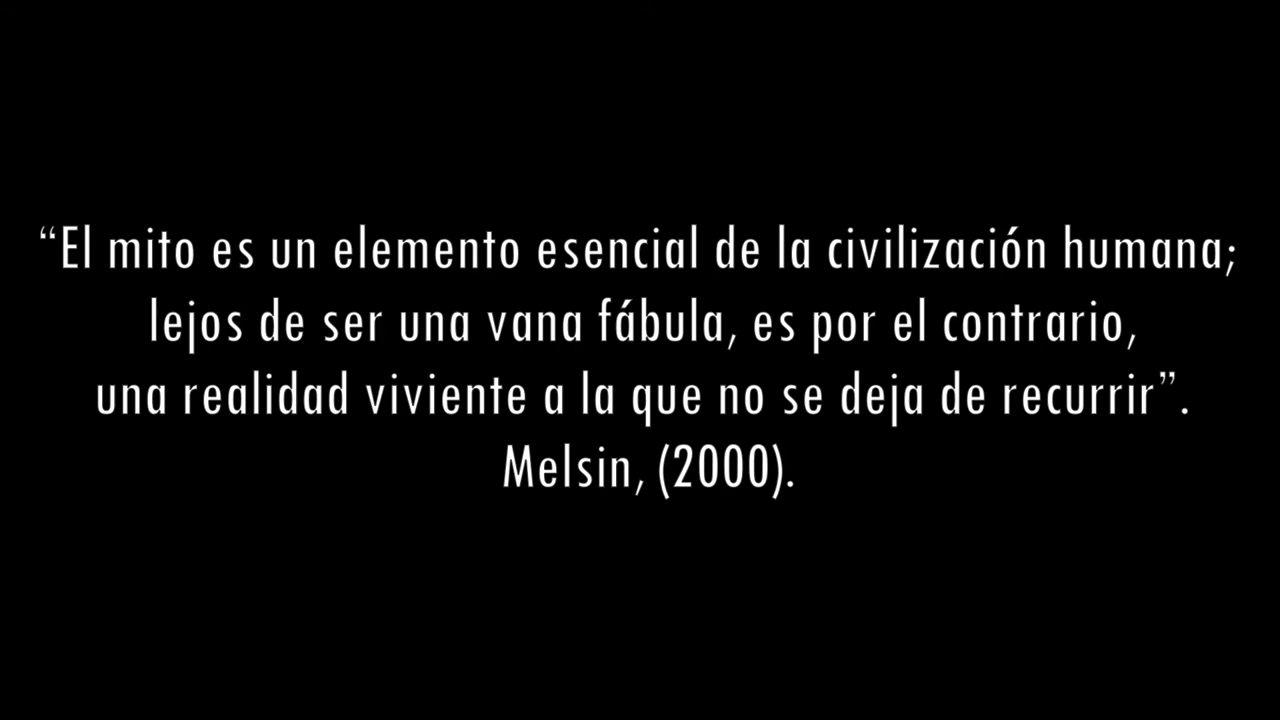 “El mito es un elemento esencial de la civilización humana;
lejos de ser una vana fábula, es por el contrario,
una realidad viviente a la que no se deja de recurrir”.
Melsin, (2000).